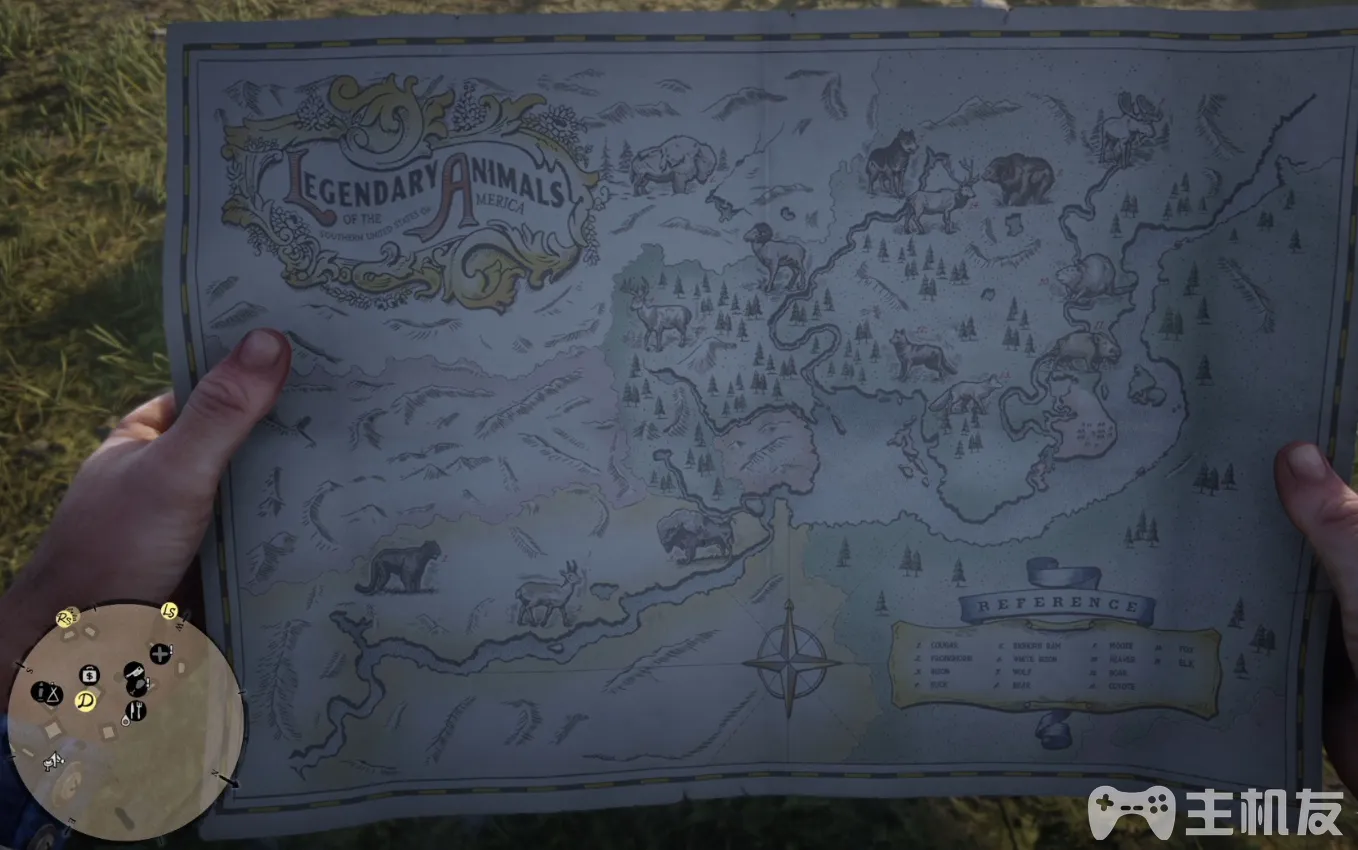 LEGENDARY ANIMALS
OF THE
AMERICA
SOUTHERN UNITED STATES OF
REFERENCE
COUGAR
BIGHORN RAM
MOOSE
FOX
PRONGHORN
WHITE BISON
BEAVER
ELK
BISON
WOLF
BOAR
BUCK
BEAR
COYOTE
RS
LS
D
主机友